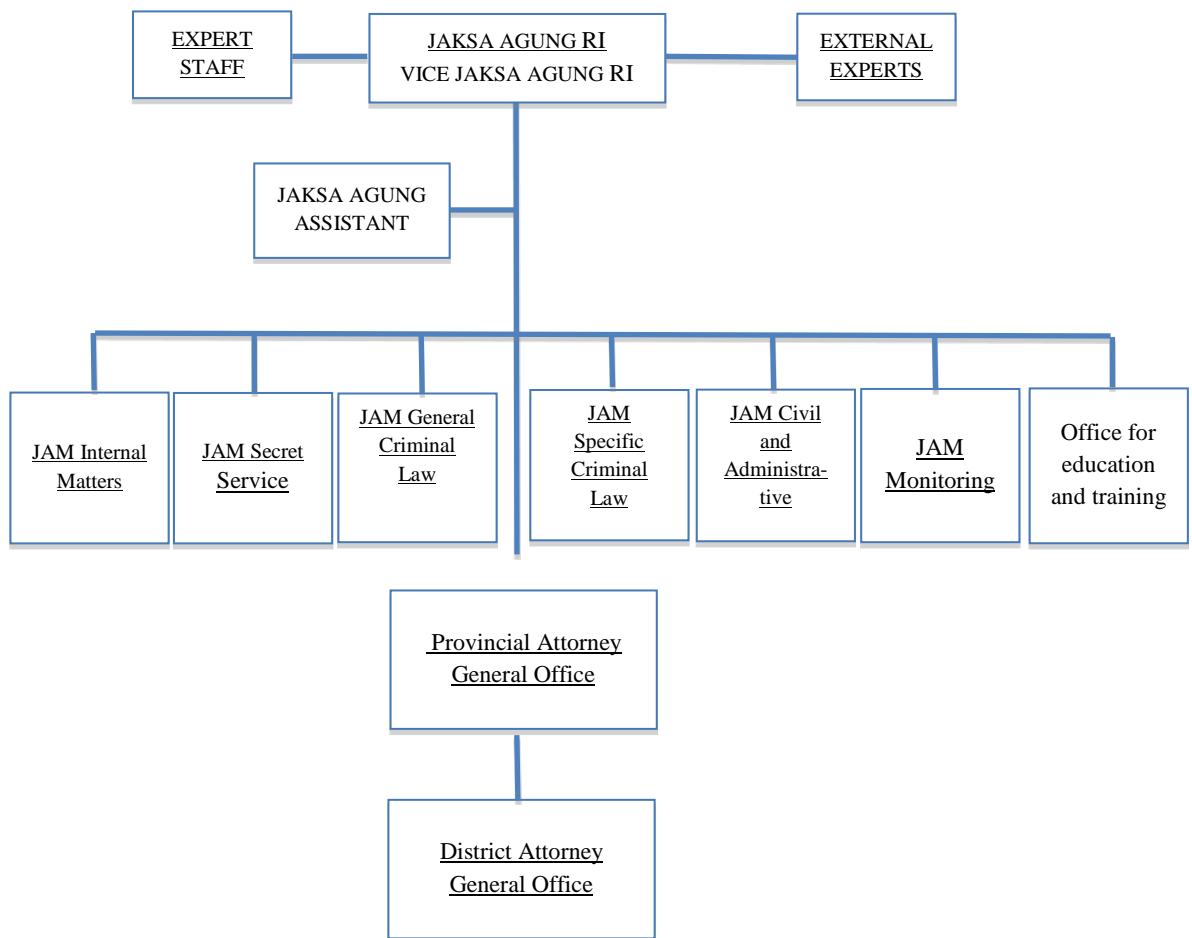 EXPERT
STAFF
JAKSA AGUNG RI
VICE JAKSA AGUNG RI
EXTERNAL
EXPERTS
JAKSA AGUNG
ASSISTANT
JAM Internal
Matters
JAM Secret
Service
JAM General
Criminal
Law
JAM
Specific
Criminal
Law
JAM Civil
and
Administra-
tive
JAM
Monitoring
Office for
education
and training
Provincial Attorney
General Office
District Attorney
General Office